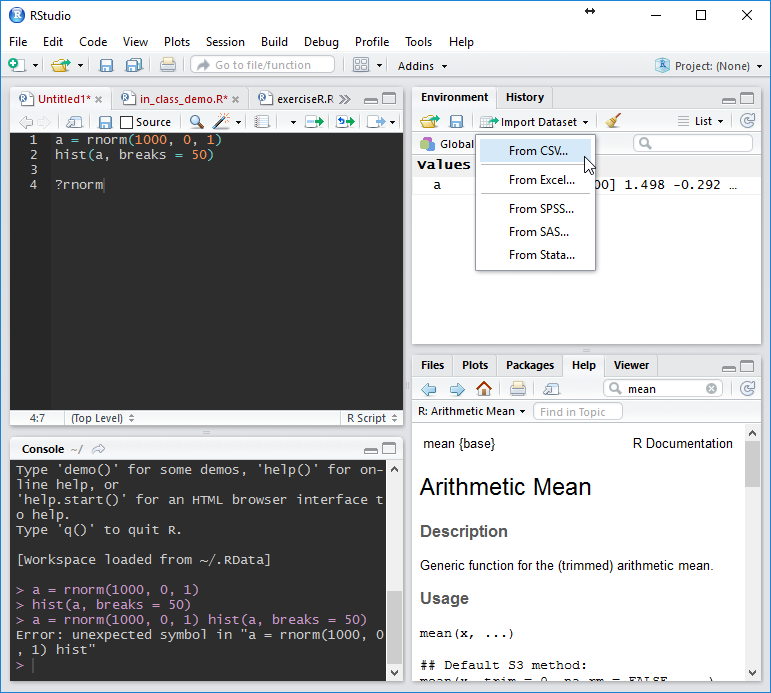 RStudio
File Edit Code View Plots Session Build Debug Profile Tools Help
Go to file/function Addins Project: (None)
Untitled1* in_class_demo.R* exerciseR.R
Source
1 a = rnorm(1000, 0, 1)
2 hist(a, breaks = 50)
3
4 ?rnorm
4:7 (Top Level) R Script
Console ~/
Type 'demo()' for some demos, 'help()' for on-
line help, or
'help.start()' for an HTML browser interface t
o help.
Type 'q()' to quit R.
[Workspace loaded from ~/.RData]
> a = rnorm(1000, 0, 1)
> hist(a, breaks = 50)
> a = rnorm(1000, 0, 1) hist(a, breaks = 50)
Error: unexpected symbol in "a = rnorm(1000, 0
, 1) hist"
>
Environment History
Import Dataset List
Global
From CSV...
From Excel...
From SPSS...
From SAS...
From Stata...
values
a 00] 1.498 -0.292 …
Files Plots Packages Help Viewer
mean
R: Arithmetic Mean Find in Topic
mean {base} R Documentation
Arithmetic Mean
Description
Generic function for the (trimmed) arithmetic mean.
Usage
mean(x, ...)
## Default S3 method:
mean(x, trim = 0, na.rm = FALSE, ...)